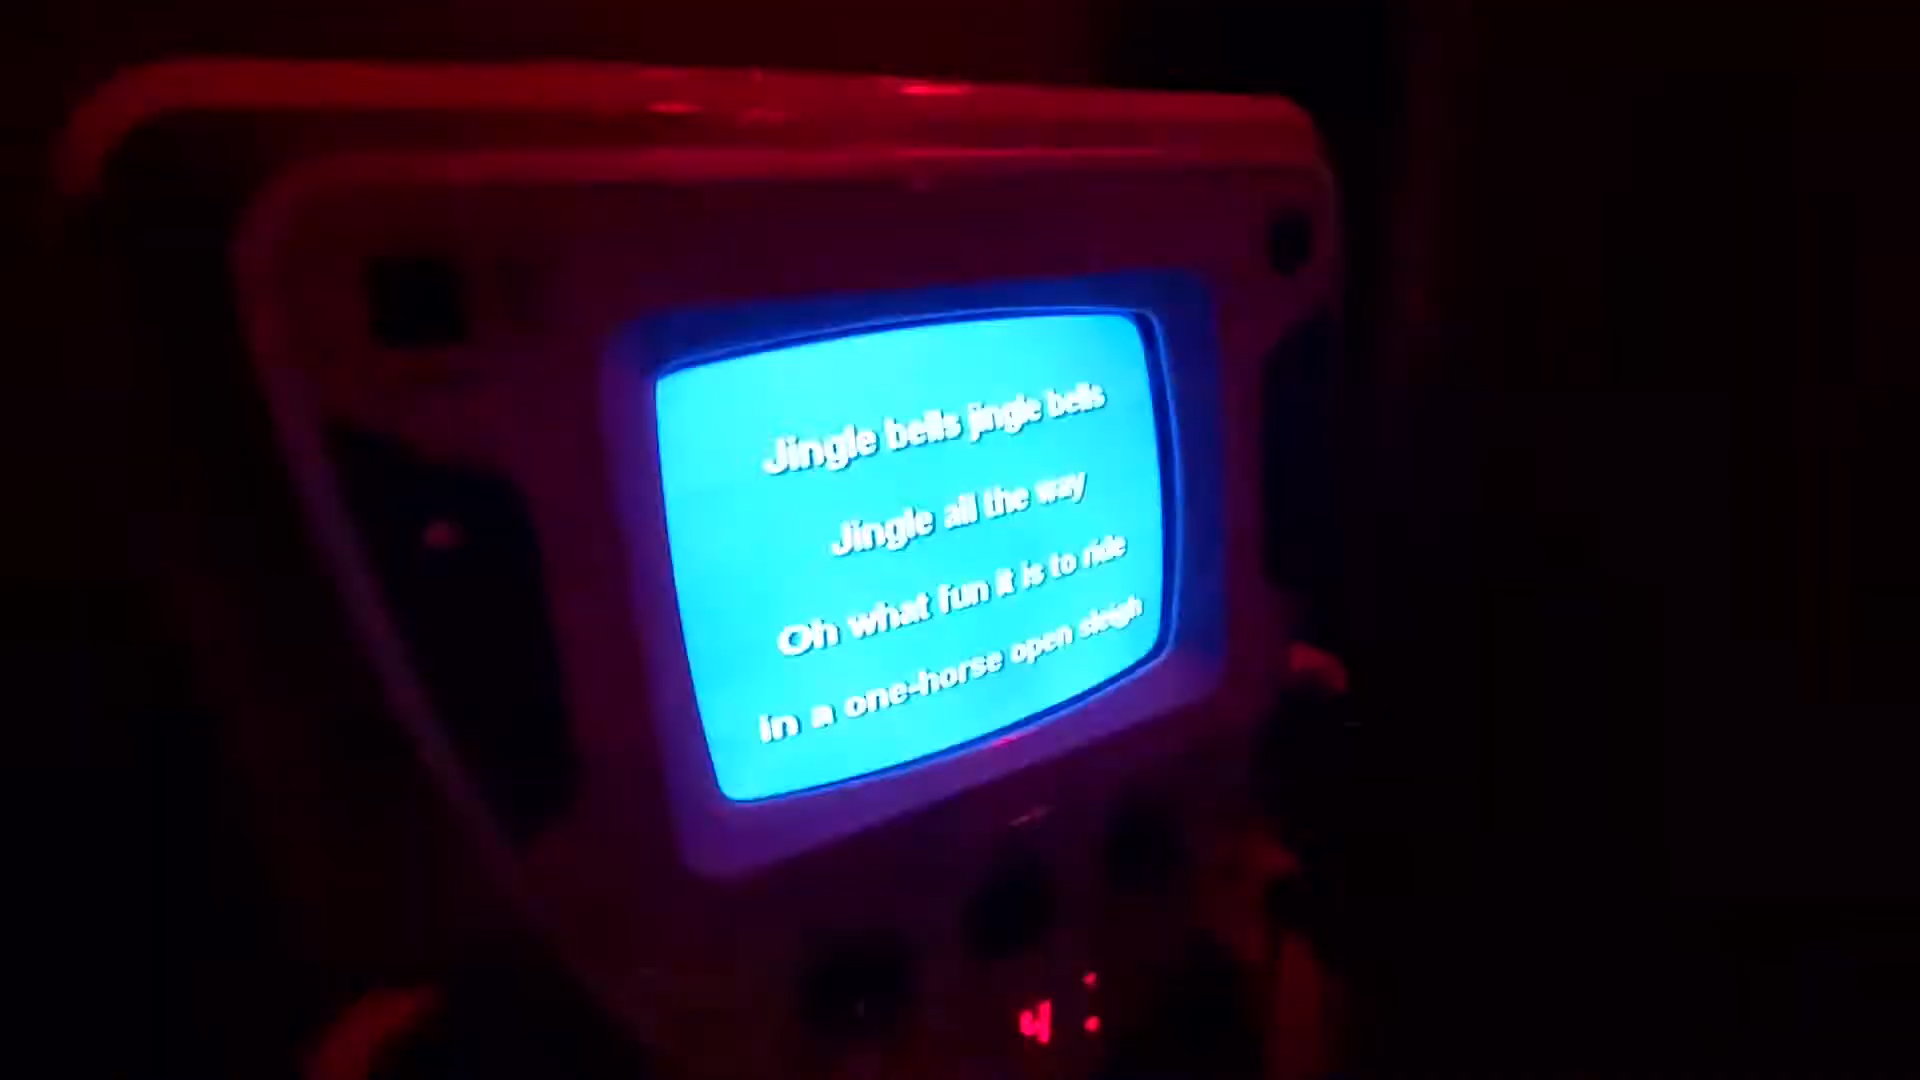 Jingle bells jingle bells
Jingle all the way
Oh what fun it is to ride
In a one-horse open sleigh
4